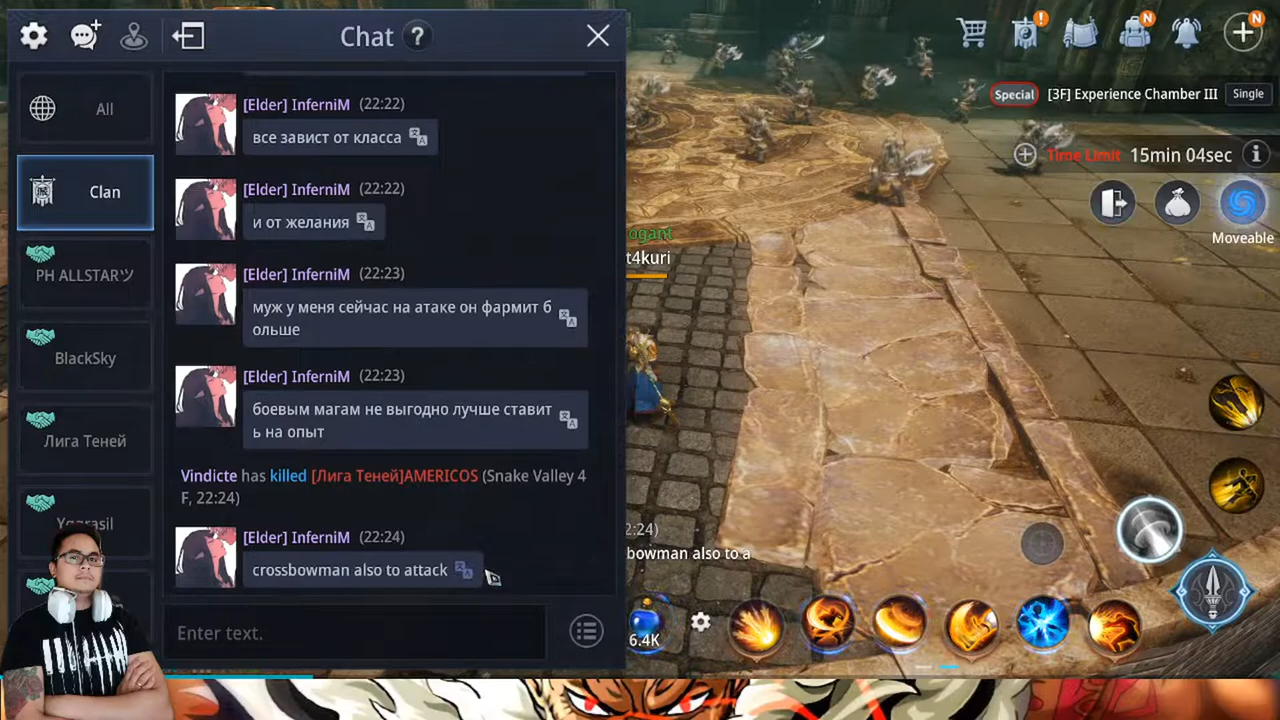 Chat ?
All
Clan
PH ALLSTARツ
BlackSky
Лига Теней
Yggrasil
[Elder] InferniM (22:22)
все завист от класса
[Elder] InferniM (22:22)
и от желания
[Elder] InferniM (22:23)
муж у меня сейчас на атаке он фармит б
ольше
[Elder] InferniM (22:23)
боевым магам не выгодно лучше ставит
ь на опыт
Vindicte has killed [Лига Теней]AMERICOS (Snake Valley 4
F, 22:24)
[Elder] InferniM (22:24)
crossbowman also to attack
Enter text.
N
N
Special [3F] Experience Chamber III Single
Time Limit 15min 04sec
Moveable
ogant
t4kuri
2:24)
bowman also to a
6.4K